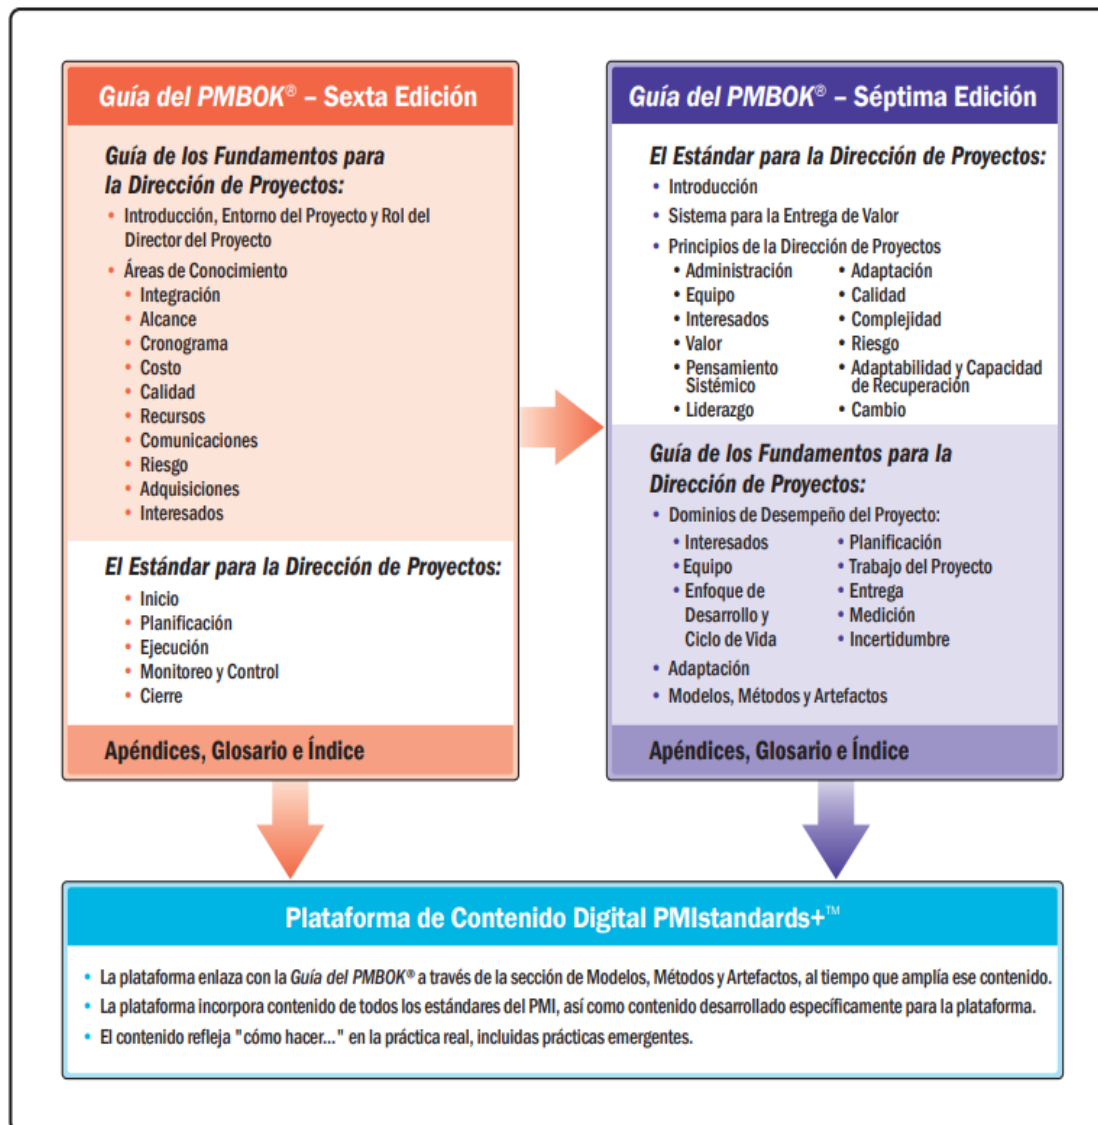 Guía del PMBOK® – Sexta Edición
Guía de los Fundamentos para
la Dirección de Proyectos:
• Introducción, Entorno del Proyecto y Rol del
Director del Proyecto
• Áreas de Conocimiento
• Integración
• Alcance
• Cronograma
• Costo
• Calidad
• Recursos
• Comunicaciones
• Riesgo
• Adquisiciones
• Interesados
El Estándar para la Dirección de Proyectos:
• Inicio
• Planificación
• Ejecución
• Monitoreo y Control
• Cierre
Apéndices, Glosario e Índice
Guía del PMBOK® – Séptima Edición
El Estándar para la Dirección de Proyectos:
• Introducción
• Sistema para la Entrega de Valor
• Principios de la Dirección de Proyectos
• Administración
• Equipo
• Interesados
• Valor
• Pensamiento
Sistémico
• Liderazgo
• Adaptación
• Calidad
• Complejidad
• Riesgo
• Adaptabilidad y Capacidad
de Recuperación
• Cambio
Guía de los Fundamentos para la
Dirección de Proyectos:
• Dominios de Desempeño del Proyecto:
• Interesados
• Equipo
• Enfoque de
Desarrollo y
Ciclo de Vida
• Planificación
• Trabajo del Proyecto
• Entrega
• Medición
• Incertidumbre
• Adaptación
• Modelos, Métodos y Artefactos
Apéndices, Glosario e Índice
Plataforma de Contenido Digital PMIstandards+™
• La plataforma enlaza con la Guía del PMBOK® a través de la sección de Modelos, Métodos y Artefactos, al tiempo que amplía ese contenido.
• La plataforma incorpora contenido de todos los estándares del PMI, así como contenido desarrollado específicamente para la plataforma.
• El contenido refleja "cómo hacer..." en la práctica real, incluidas prácticas emergentes.